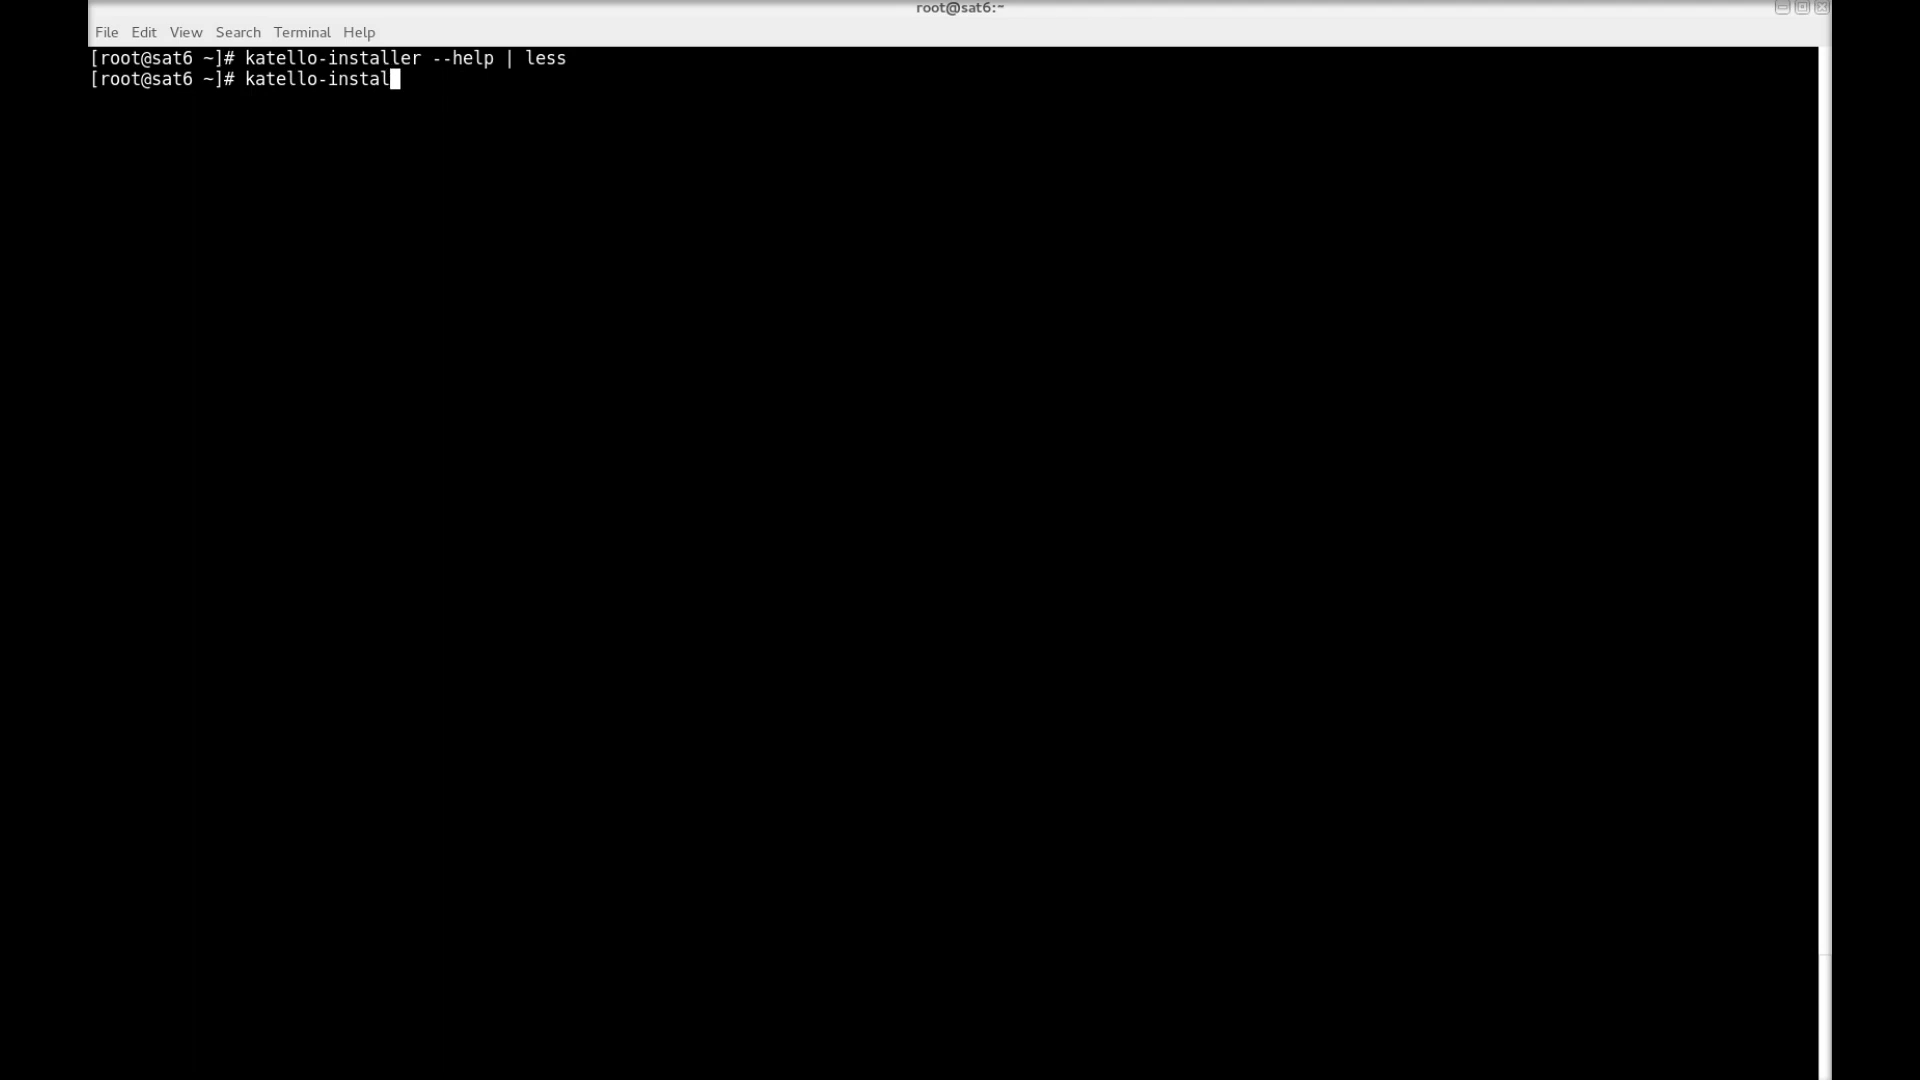 root@sat6:~
File Edit View Search Terminal Help
[root@sat6 ~]# katello-installer --help | less
[root@sat6 ~]# katello-instal